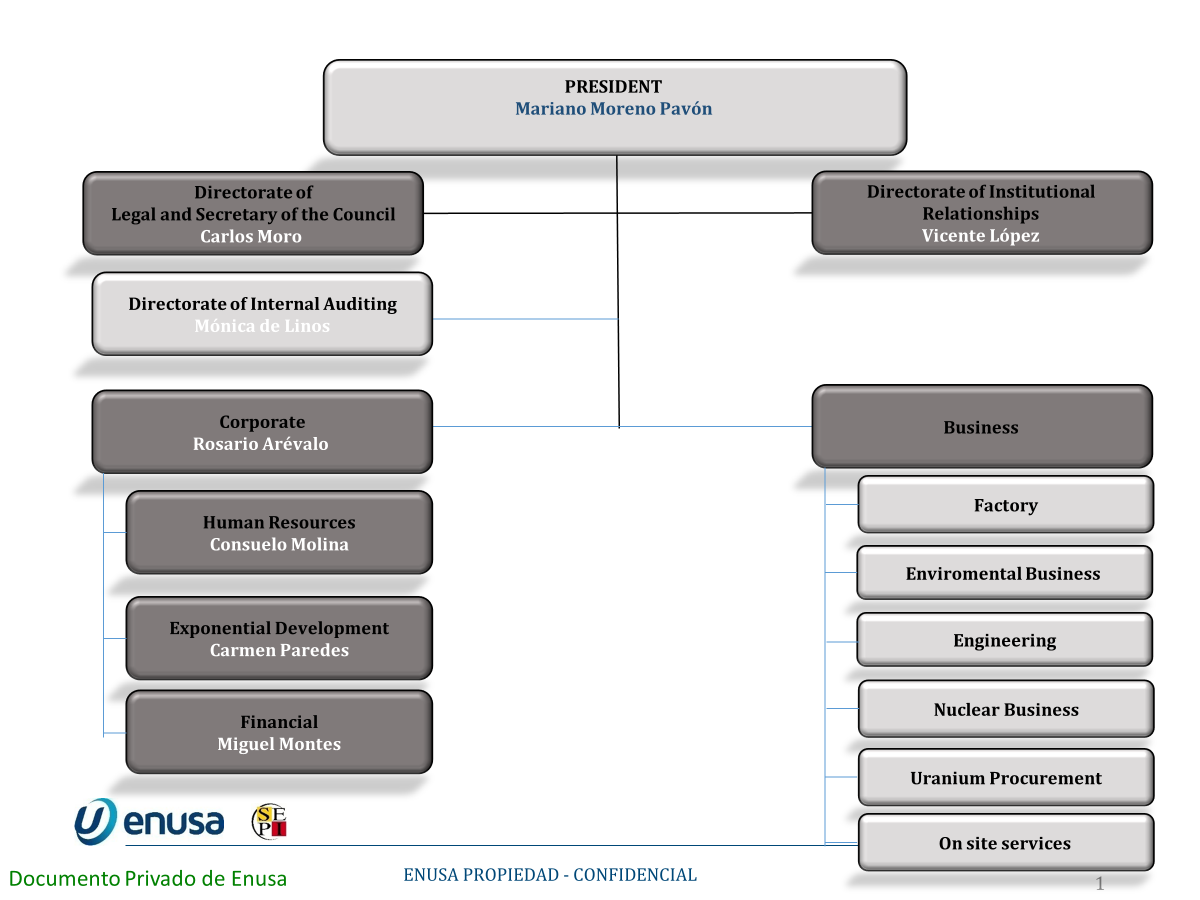 PRESIDENT
Mariano Moreno Pavón
Directorate of
Legal and Secretary of the Council
Carlos Moro
Directorate of Institutional
Relationships
Vicente López
Directorate of Internal Auditing
Mónica de Linos
Corporate
Rosario Arévalo
Business
Human Resources
Consuelo Molina
Exponential Development
Carmen Paredes
Financial
Miguel Montes
Factory
Enviromental Business
Engineering
Nuclear Business
Uranium Procurement
On site services
enusa
SE
PI
Documento Privado de Enusa
ENUSA PROPIEDAD - CONFIDENCIAL
1